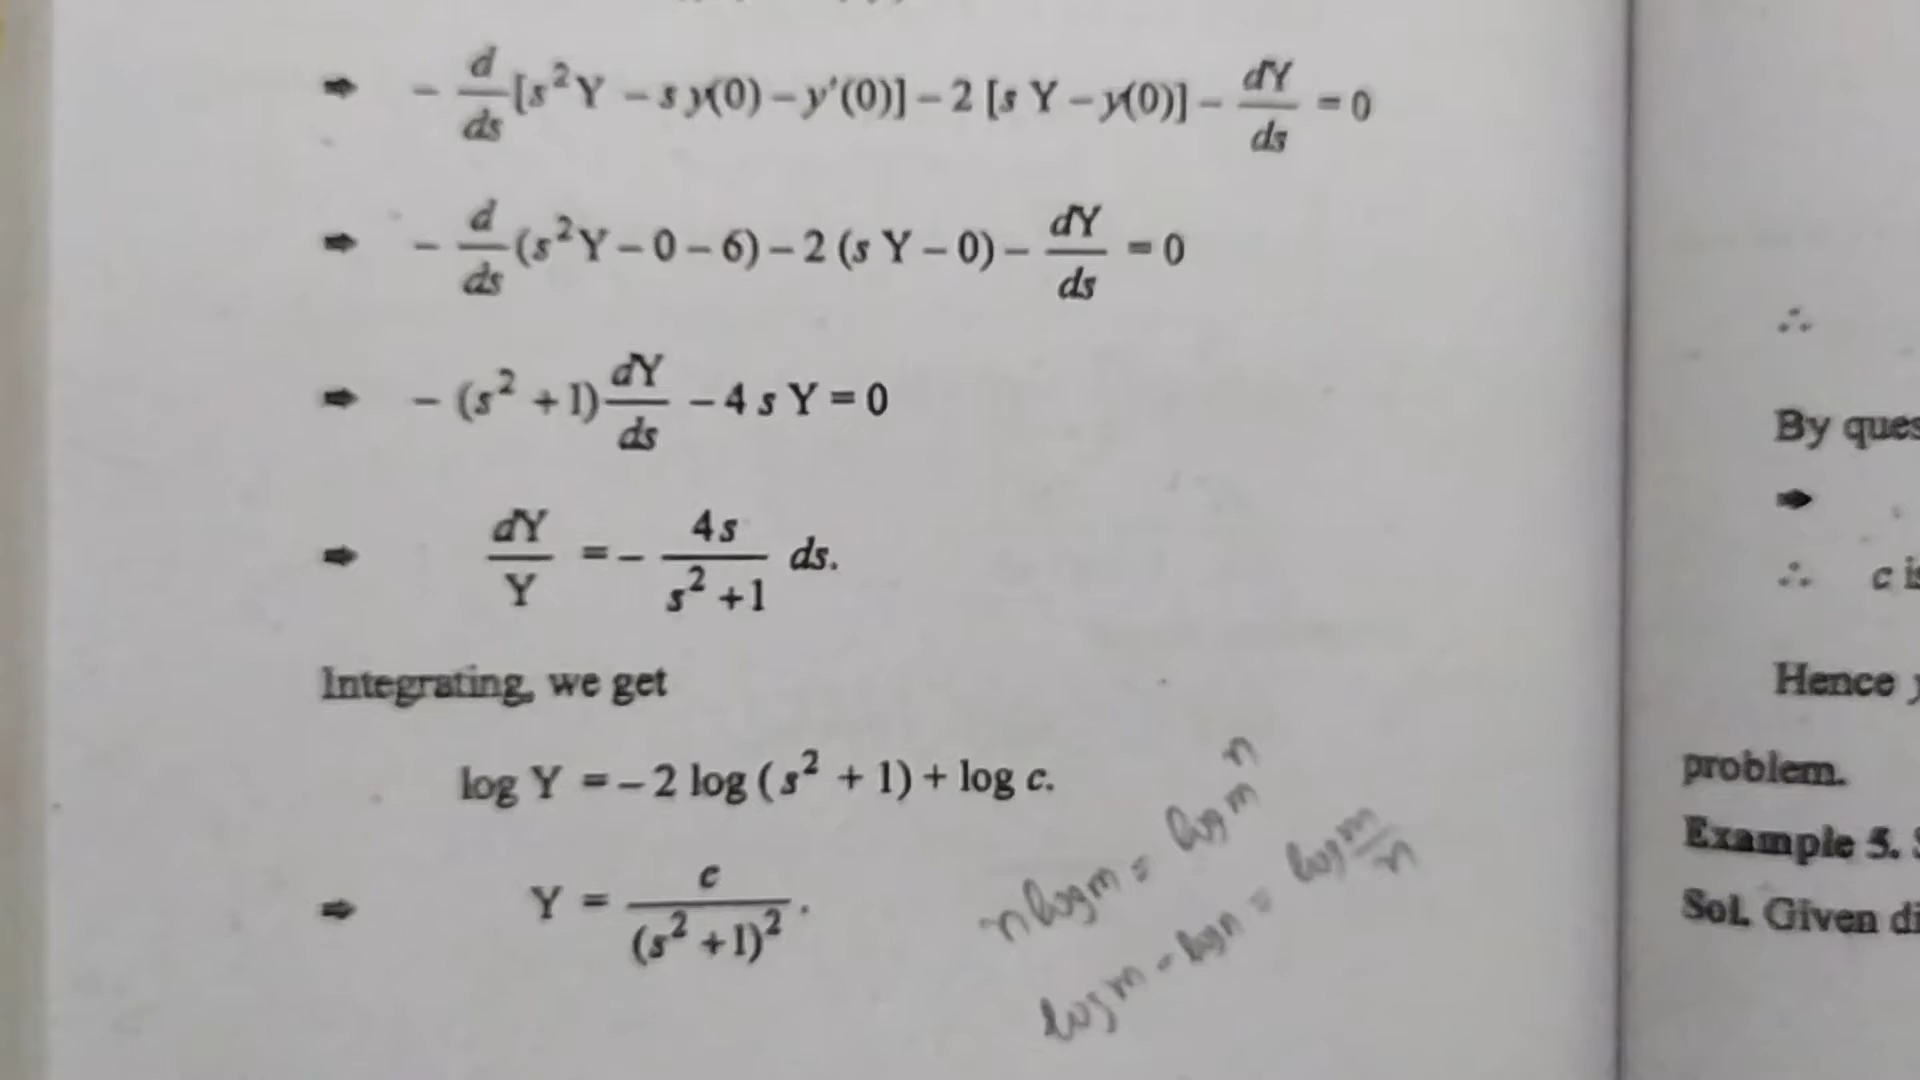 ⇒ - d/ds [s²Y - s y(0) - y'(0)] - 2 [s Y - y(0)] - dY/ds = 0
⇒ - d/ds (s²Y - 0 - 6) - 2 (s Y - 0) - dY/ds = 0
⇒ - (s² + 1) dY/ds - 4 s Y = 0
⇒ dY/Y = - 4s/(s² + 1) ds.
Integrating, we get
log Y = - 2 log (s² + 1) + log c.
⇒ Y = c/(s² + 1)².
n log m = log mⁿ
log m - log n = log m/n
∴
By
⇒
∴ c
Hence
problem.
Example 5.
Sol. Given